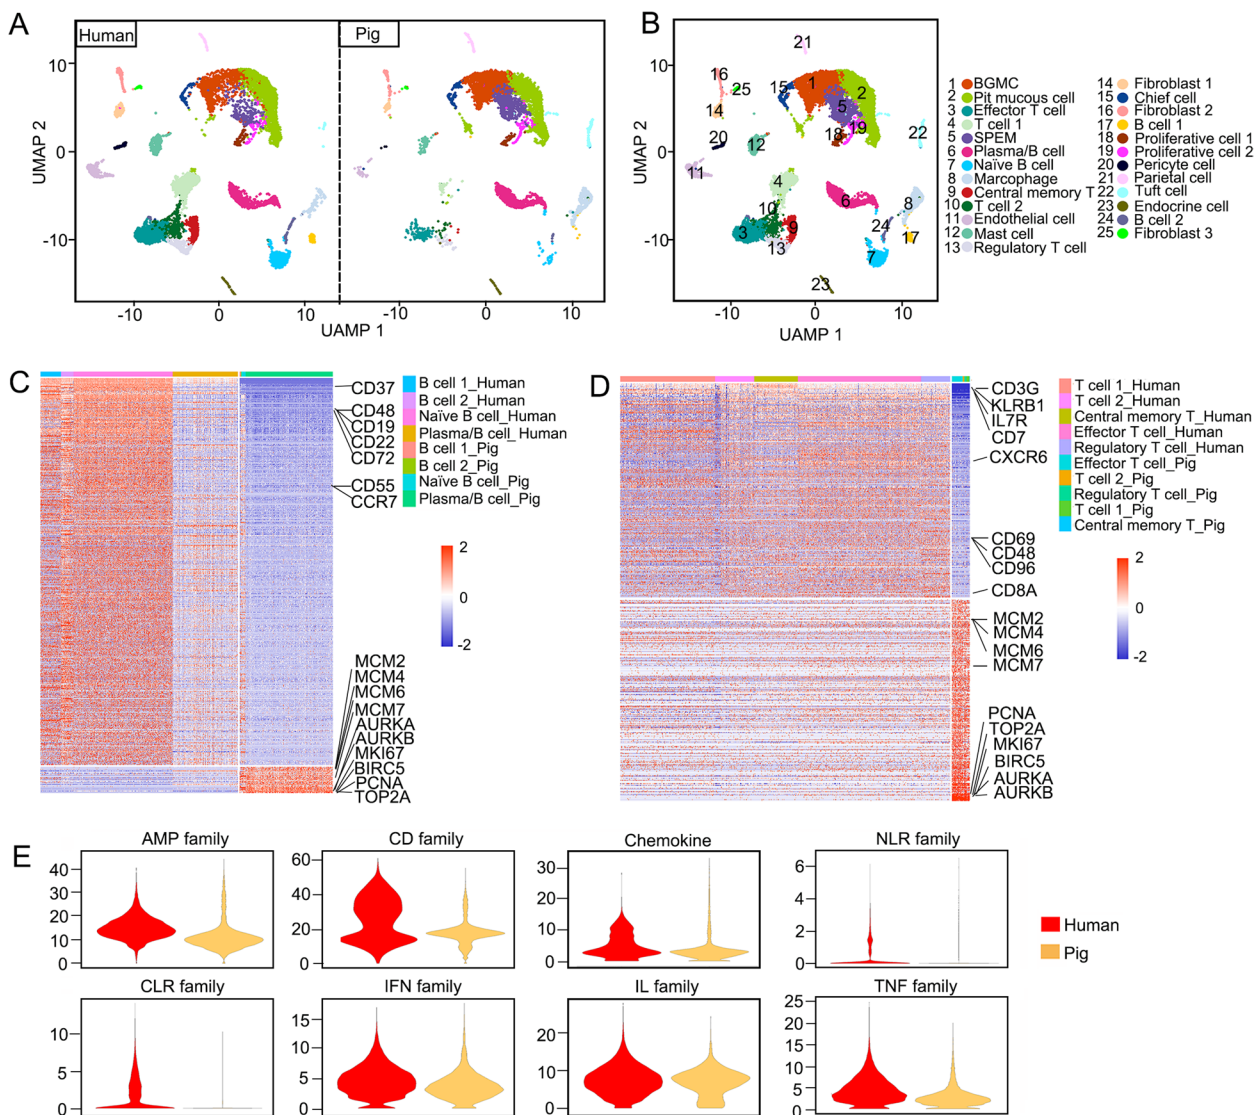 A
Human
Pig
UMAP 2
10
0
-10
-10
0
10
-10
0
10
UAMP 1
B
10
0
-10
-10
0
10
UAMP 1
21
16
25
15
1
2
14
5
20
12
18
19
22
11
4
6
8
10
3
9
13
24
17
7
23
1 BGMC
2 Pit mucous cell
3 Effector T cell
4 T cell 1
5 SPEM
6 Plasma/B cell
7 Naïve B cell
8 Marcophage
9 Central memory T
10 T cell 2
11 Endothelial cell
12 Mast cell
13 Regulatory T cell
14 Fibroblast 1
15 Chief cell
16 Fibroblast 2
17 B cell 1
18 Proliferative cell 1
19 Proliferative cell 2
20 Pericyte cell
21 Parietal cell
22 Tuft cell
23 Endocrine cell
24 B cell 2
25 Fibroblast 3
C
CD37
CD48
CD19
CD22
CD72
CD55
CCR7
MCM2
MCM4
MCM6
MCM7
AURKA
AURKB
MKI67
BIRC5
PCNA
TOP2A
B cell 1_Human
B cell 2_Human
Naïve B cell_Human
Plasma/B cell_Human
B cell 1_Pig
B cell 2_Pig
Naïve B cell_Pig
Plasma/B cell_Pig
2
0
-2
D
CD3G
KLRB1
IL7R
CD7
CXCR6
CD69
CD48
CD96
CD8A
MCM2
MCM4
MCM6
MCM7
PCNA
TOP2A
MKI67
BIRC5
AURKA
AURKB
T cell 1_Human
T cell 2_Human
Central memory T_Human
Effector T cell_Human
Regulatory T cell_Human
Effector T cell_Pig
T cell 2_Pig
Regulatory T cell_Pig
T cell 1_Pig
Central memory T_Pig
2
0
-2
E
AMP family
40
30
20
10
0
CD family
60
40
20
0
Chemokine
30
20
10
0
NLR family
6
4
2
0
CLR family
10
5
0
IFN family
15
10
5
0
IL family
20
10
0
TNF family
25
20
15
10
5
0
Human
Pig